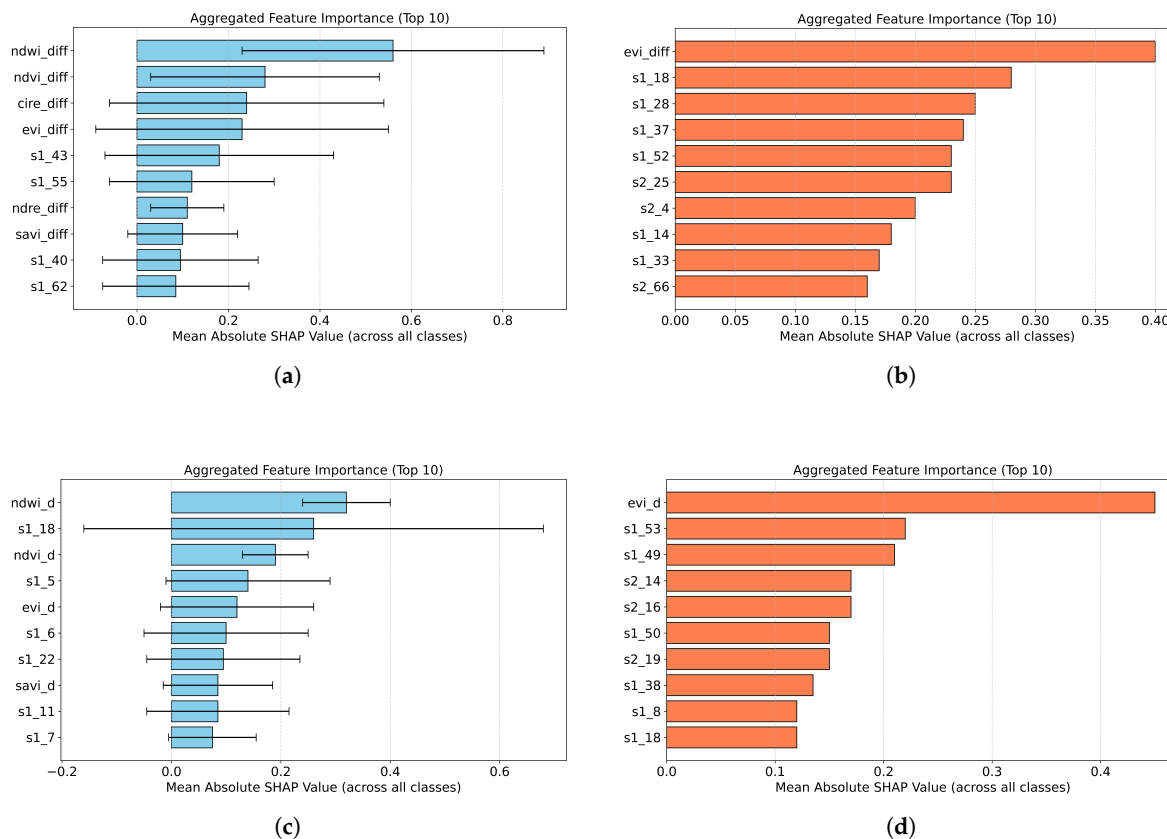 Aggregated Feature Importance (Top 10)
ndwi_diff
ndvi_diff
cire_diff
evi_diff
s1_43
s1_55
ndre_diff
savi_diff
s1_40
s1_62
0.0 0.2 0.4 0.6 0.8
Mean Absolute SHAP Value (across all classes)
(a)
Aggregated Feature Importance (Top 10)
evi_diff
s1_18
s1_28
s1_37
s1_52
s2_25
s2_4
s1_14
s1_33
s2_66
0.00 0.05 0.10 0.15 0.20 0.25 0.30 0.35 0.40
Mean Absolute SHAP Value (across all classes)
(b)
Aggregated Feature Importance (Top 10)
ndwi_d
s1_18
ndvi_d
s1_5
evi_d
s1_6
s1_22
savi_d
s1_11
s1_7
−0.2 0.0 0.2 0.4 0.6
Mean Absolute SHAP Value (across all classes)
(c)
Aggregated Feature Importance (Top 10)
evi_d
s1_53
s1_49
s2_14
s2_16
s1_50
s2_19
s1_38
s1_8
s1_18
0.0 0.1 0.2 0.3 0.4
Mean Absolute SHAP Value (across all classes)
(d)